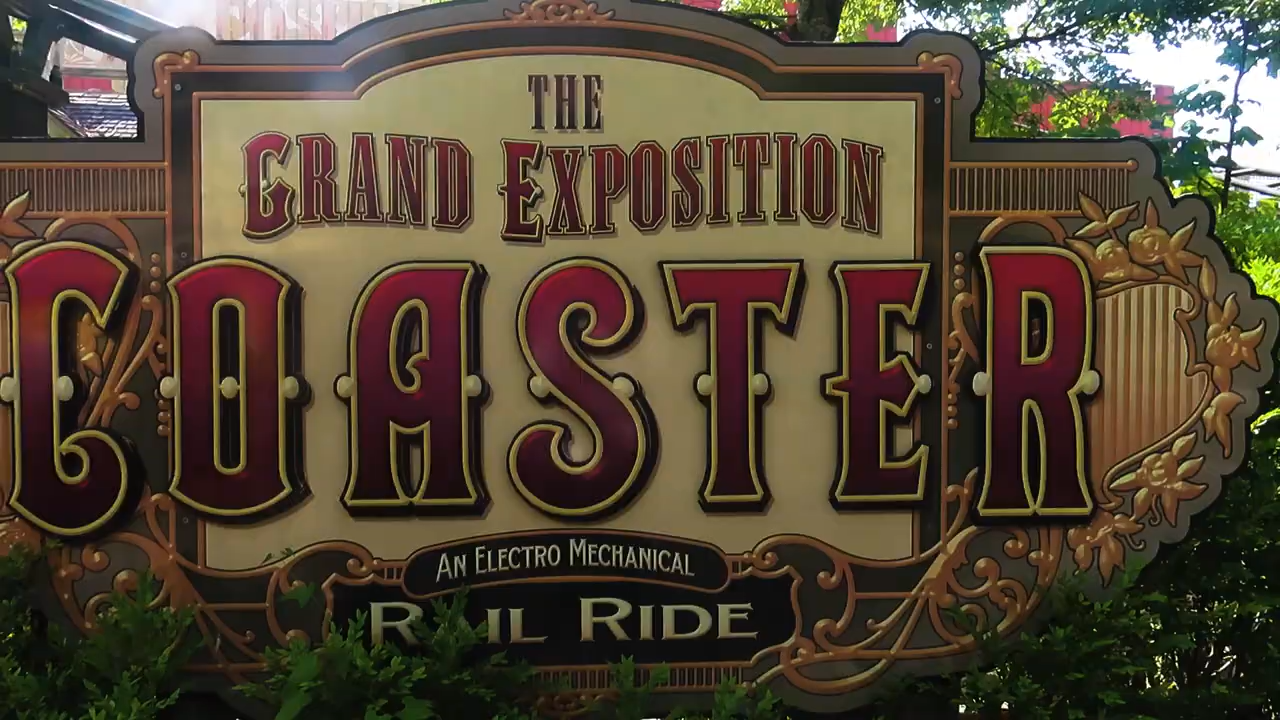 THE
GRAND EXPOSITION
COASTER
AN ELECTRO MECHANICAL
RAIL RIDE